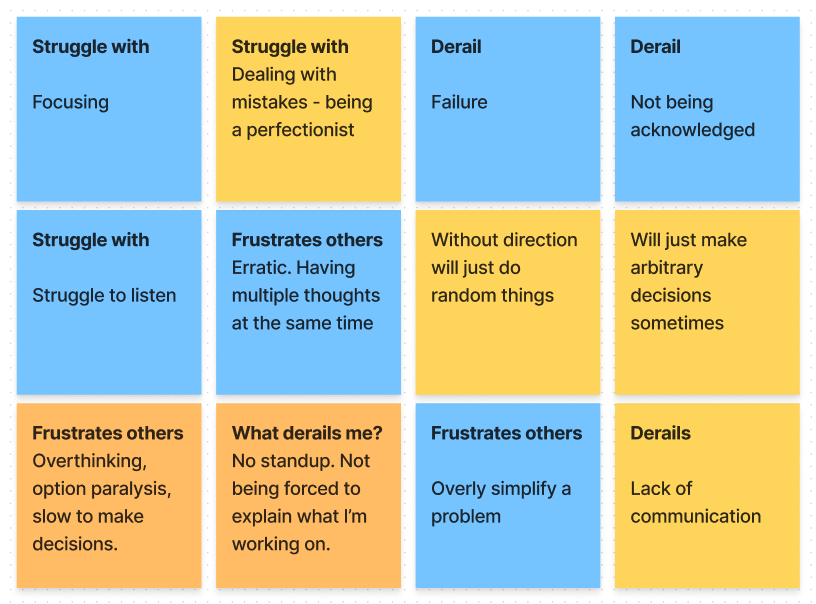 Struggle with
Focusing
Struggle with
Dealing with
mistakes - being
a perfectionist
Derail
Failure
Derail
Not being
acknowledged
Struggle with
Struggle to listen
Frustrates others
Erratic. Having
multiple thoughts
at the same time
Without direction
will just do
random things
Will just make
arbitrary
decisions
sometimes
Frustrates others
Overthinking,
option paralysis,
slow to make
decisions.
What derails me?
No standup. Not
being forced to
explain what I’m
working on.
Frustrates others
Overly simplify a
problem
Derails
Lack of
communication